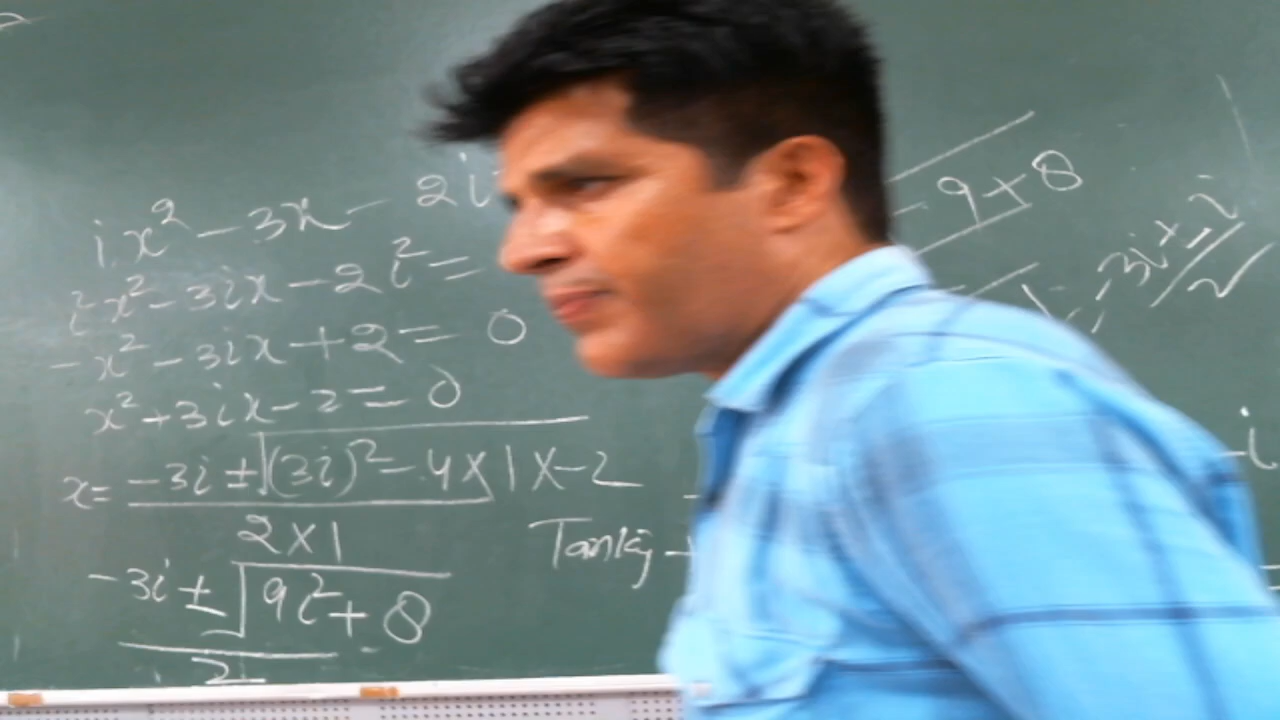 ix² - 3x - 2i
i²x² - 3ix - 2i² =
-x² - 3ix + 2 = 0
x² + 3ix - 2 = 0
x = -3i ± √(3i)² - 4×1×-2
2×1
-3i ± √9i² + 8
2
- 9 + 8
-i